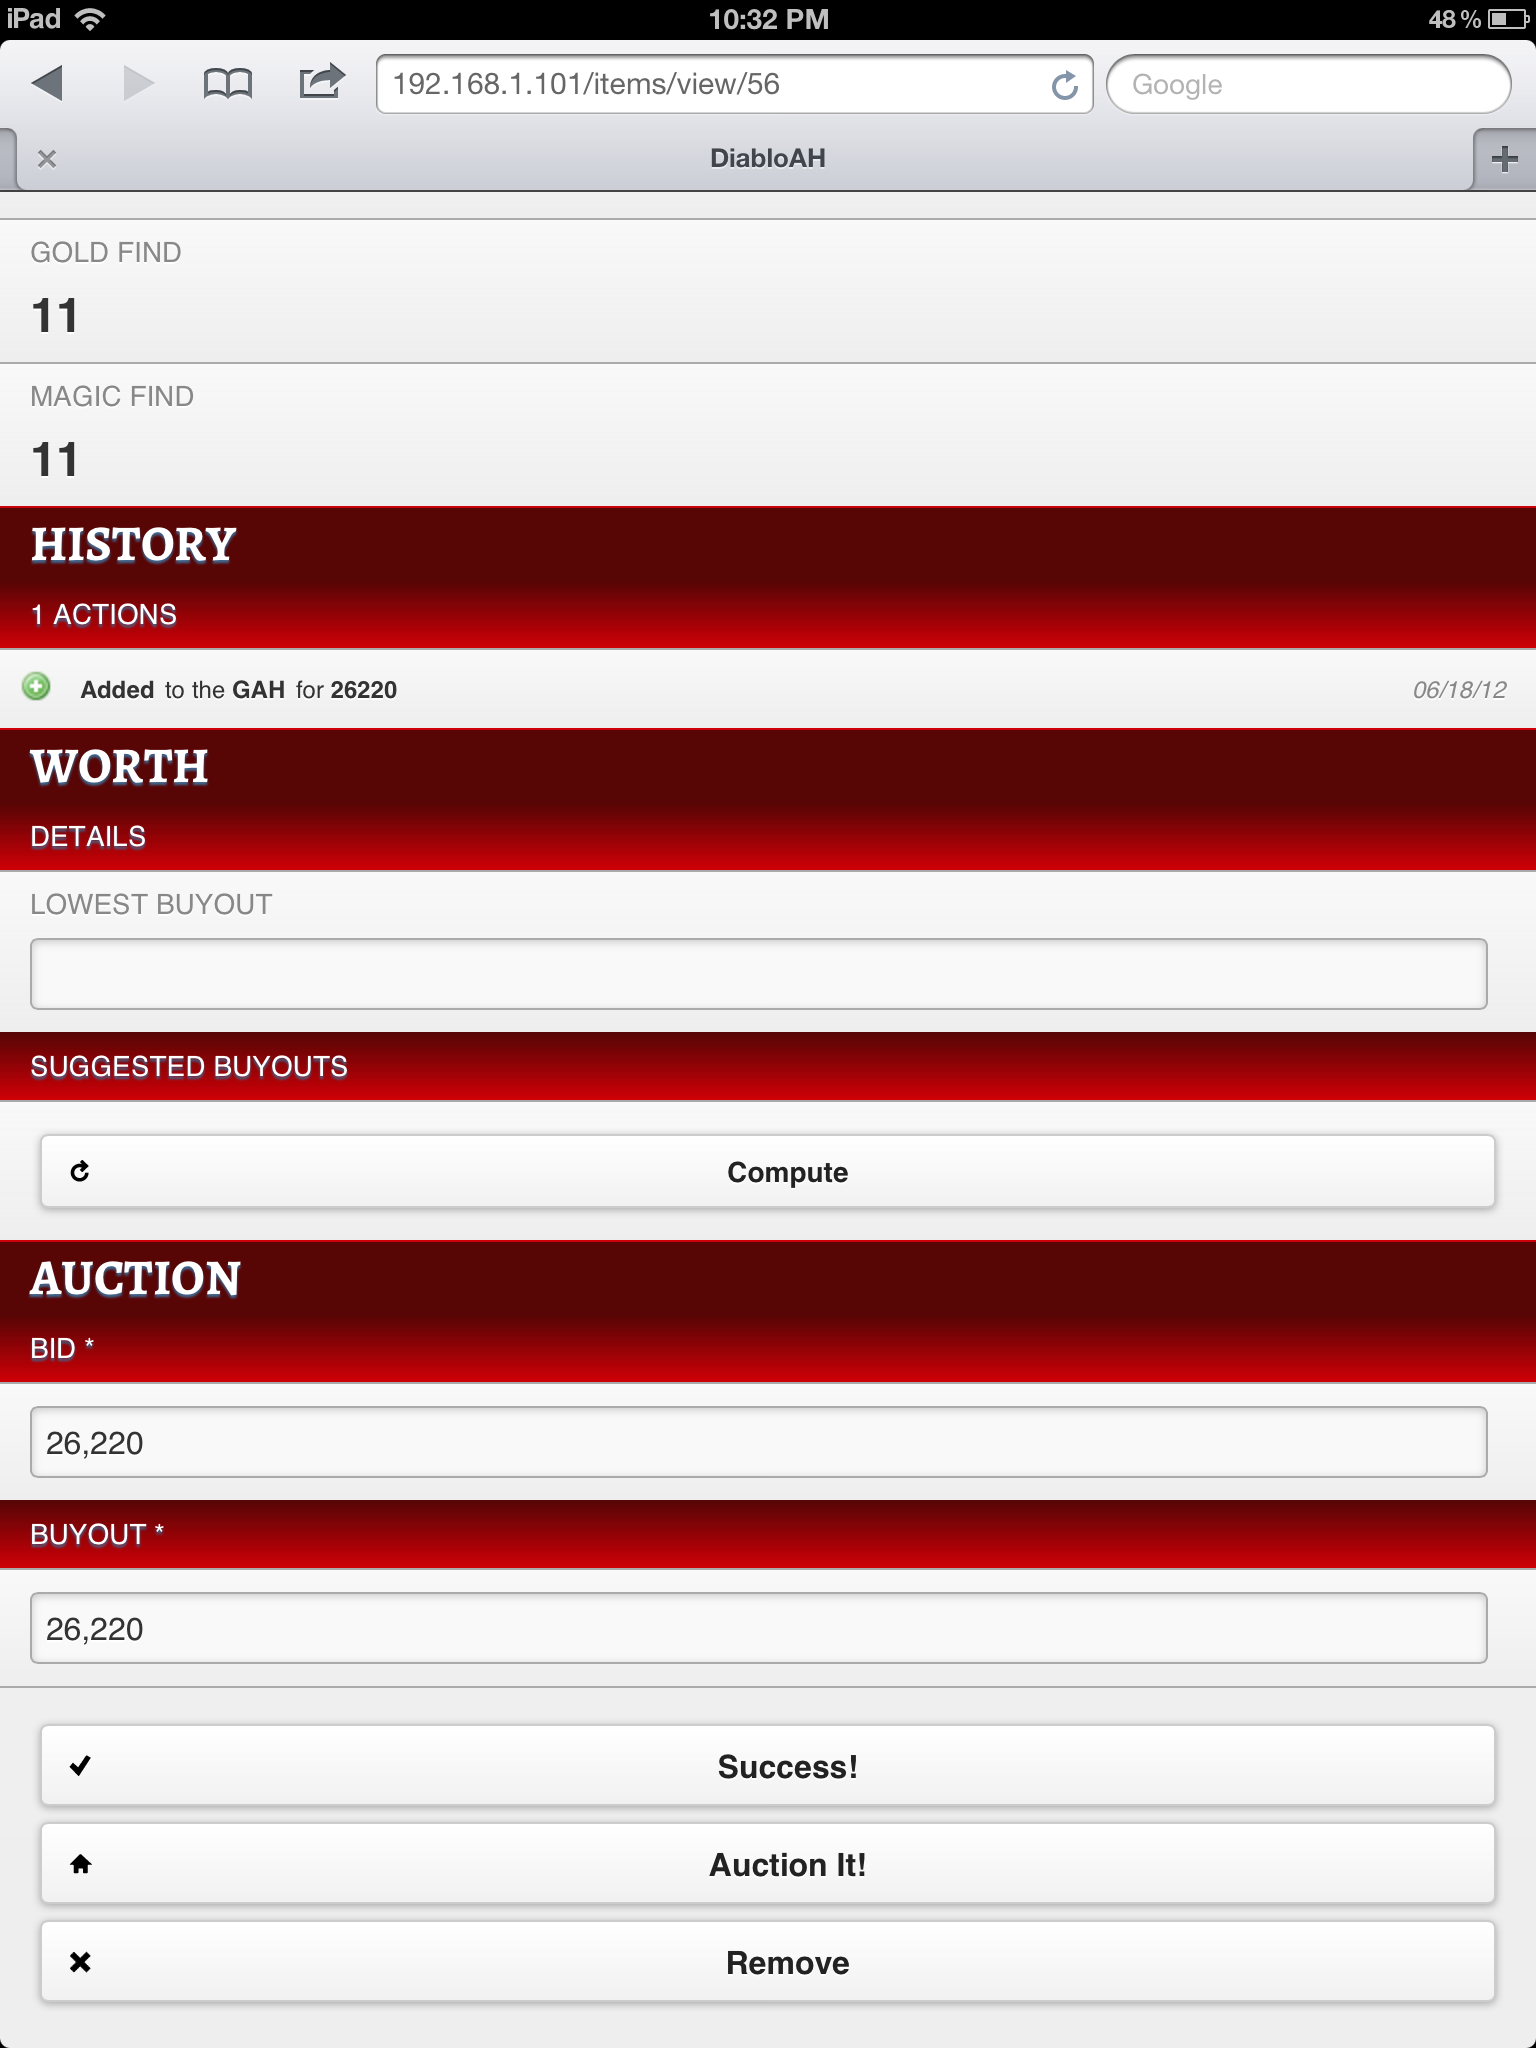 iPad 10:32 PM 48 %
192.168.1.101/items/view/56 Google
DiabloAH
GOLD FIND
11
MAGIC FIND
11
HISTORY
1 ACTIONS
Added to the GAH for 26220 06/18/12
WORTH
DETAILS
LOWEST BUYOUT
SUGGESTED BUYOUTS
Compute
AUCTION
BID *
26,220
BUYOUT *
26,220
Success!
Auction It!
Remove